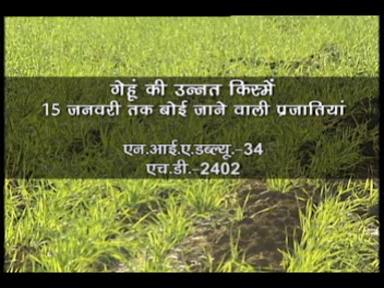 गेहूं की उन्नत किस्में
15 जनवरी तक बोई जाने वाली प्रजातियां
एन.आई.ए.डब्ल्यू.-34
एच.डी.-2402